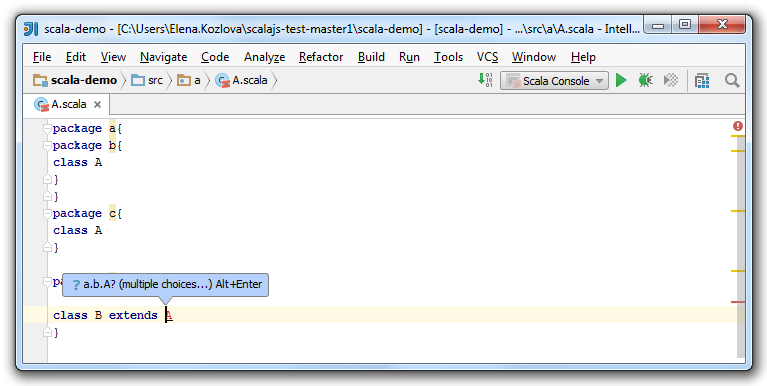 scala-demo - [C:\Users\Elena.Kozlova\scalajs-test-master1\scala-demo] - [scala-demo] - ...\src\a\A.scala - Intell...
File Edit View Navigate Code Analyze Refactor Build Run Tools VCS Window Help
scala-demo src a A.scala Scala Console
A.scala
package a{
package b{
class A
}
}
package c{
class A
}
? a.b.A? (multiple choices...) Alt+Enter
class B extends A
}